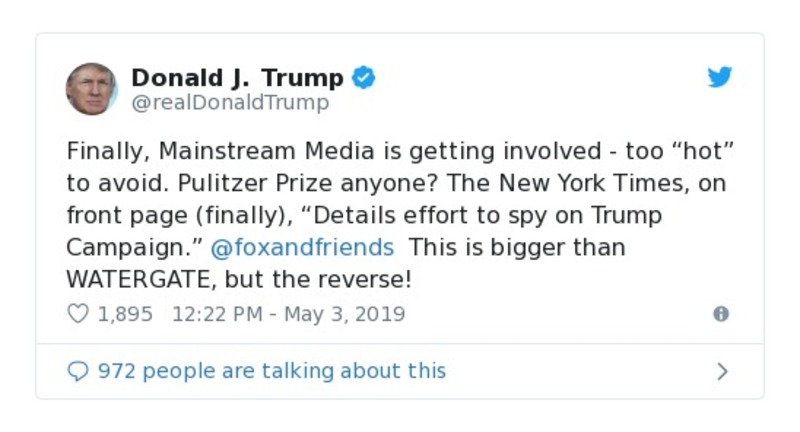 Donald J. Trump
@realDonaldTrump
Finally, Mainstream Media is getting involved - too “hot”
to avoid. Pulitzer Prize anyone? The New York Times, on
front page (finally), “Details effort to spy on Trump
Campaign.” @foxandfriends  This is bigger than
WATERGATE, but the reverse!
1,895   12:22 PM - May 3, 2019
972 people are talking about this